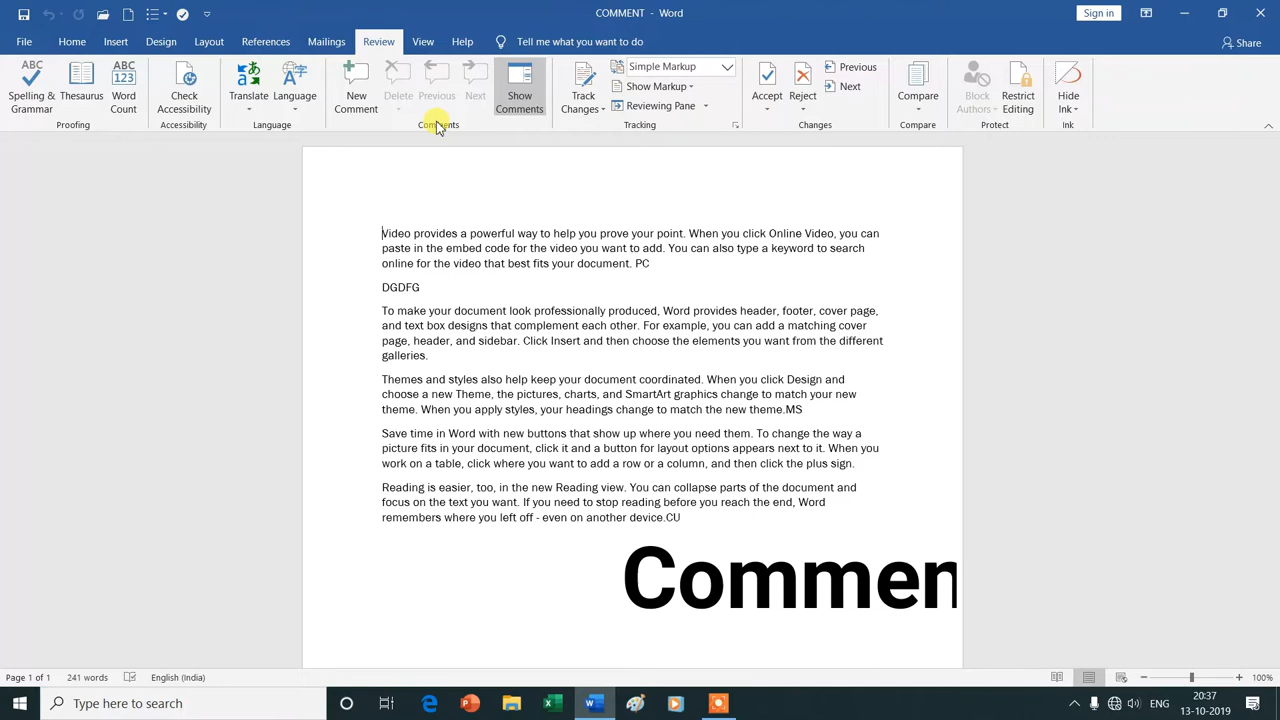 COMMENT - Word
Sign in
File Home Insert Design Layout References Mailings Review View Help Tell me what you want to do Share
ABC
Spelling & Grammar
Thesaurus
ABC
123
Word Count
Proofing
Check Accessibility
Accessibility
Translate
Language
Language
New Comment
Delete
Previous
Next
Show Comments
Comments
Track Changes
Simple Markup
Show Markup
Reviewing Pane
Tracking
Accept
Reject
Previous
Next
Changes
Compare
Compare
Block Authors
Restrict Editing
Protect
Hide Ink
Ink
Video provides a powerful way to help you prove your point. When you click Online Video, you can
paste in the embed code for the video you want to add. You can also type a keyword to search
online for the video that best fits your document. PC
DGDFG
To make your document look professionally produced, Word provides header, footer, cover page,
and text box designs that complement each other. For example, you can add a matching cover
page, header, and sidebar. Click Insert and then choose the elements you want from the different
galleries.
Themes and styles also help keep your document coordinated. When you click Design and
choose a new Theme, the pictures, charts, and SmartArt graphics change to match your new
theme. When you apply styles, your headings change to match the new theme.MS
Save time in Word with new buttons that show up where you need them. To change the way a
picture fits in your document, click it and a button for layout options appears next to it. When you
work on a table, click where you want to add a row or a column, and then click the plus sign.
Reading is easier, too, in the new Reading view. You can collapse parts of the document and
focus on the text you want. If you need to stop reading before you reach the end, Word
remembers where you left off - even on another device.CU
Commen
Page 1 of 1 241 words English (India) 100%
Type here to search
ENG
20:37
13-10-2019